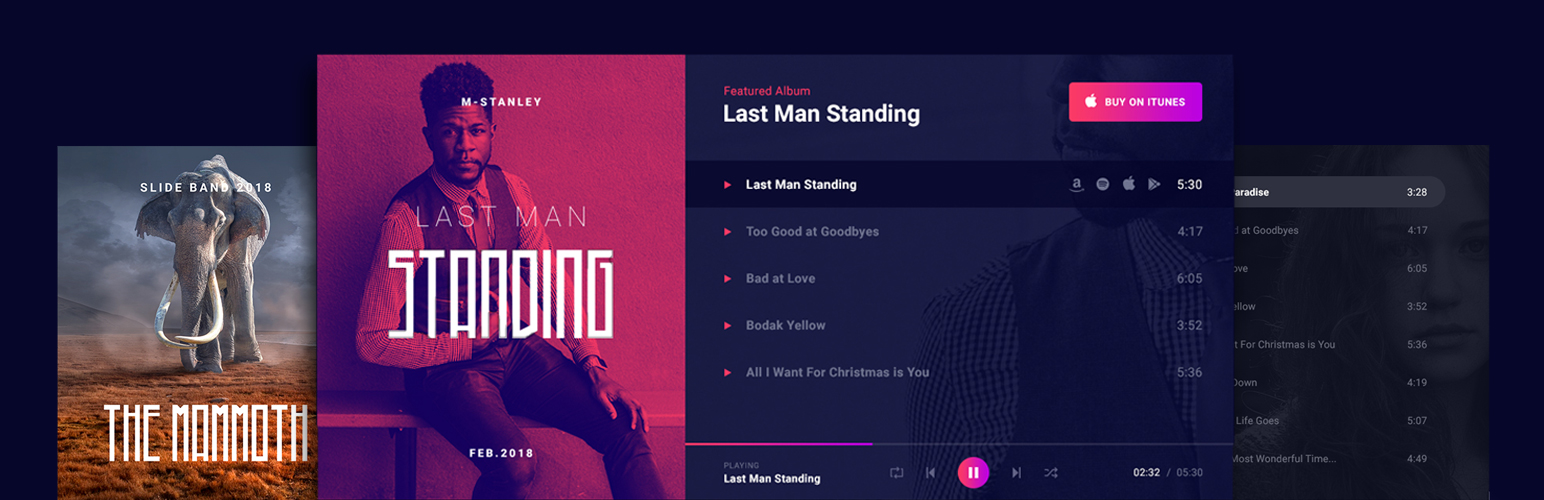 SLIDE BAND 2018
THE MAMMOTH
M-STANLEY
LAST MAN
STANDING
FEB.2018
Featured Album
Last Man Standing
BUY ON ITUNES
Last Man Standing 5:30
Too Good at Goodbyes 4:17
Bad at Love 6:05
Bodak Yellow 3:52
All I Want For Christmas is You 5:36
PLAYING
Last Man Standing
02:32 / 05:30
aradise 3:28
d at Goodbyes 4:17
ove 6:05
ellow 3:52
t For Christmas is You 5:36
Down 4:19
Life Goes 5:07
Most Wonderful Time... 4:49